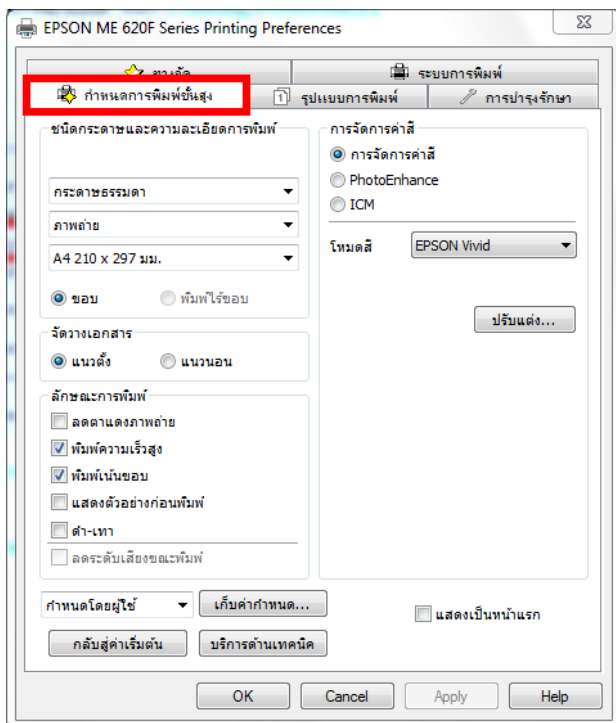 EPSON ME 620F Series Printing Preferences
ทางลัด
ระบบการพิมพ์
กำหนดการพิมพ์ขั้นสูง
รูปแบบการพิมพ์
การบำรุงรักษา
ชนิดกระดาษและความละเอียดการพิมพ์
กระดาษธรรมดา
ภาพถ่าย
A4 210 x 297 มม.
ขอบ
พิมพ์ไร้ขอบ
จัดวางเอกสาร
แนวตั้ง
แนวนอน
ลักษณะการพิมพ์
ลดตาแดงภาพถ่าย
พิมพ์ความเร็วสูง
พิมพ์เน้นขอบ
แสดงตัวอย่างก่อนพิมพ์
ดำ-เทา
ลดระดับเสียงขณะพิมพ์
การจัดการค่าสี
การจัดการค่าสี
PhotoEnhance
ICM
โหมดสี
EPSON Vivid
ปรับแต่ง...
กำหนดโดยผู้ใช้
เก็บค่ากำหนด...
แสดงเป็นหน้าแรก
กลับสู่ค่าเริ่มต้น
บริการด้านเทคนิค
OK
Cancel
Apply
Help